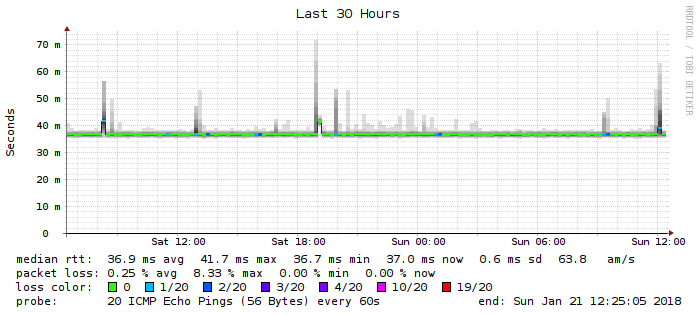 Last 30 Hours
RRDTOOL / TOBI OETIKER
Seconds
70 m
60 m
50 m
40 m
30 m
20 m
10 m
0
Sat 12:00 Sat 18:00 Sun 00:00 Sun 06:00 Sun 12:00
median rtt: 36.9 ms avg 41.7 ms max 36.7 ms min 37.0 ms now 0.6 ms sd 63.8 am/s
packet loss: 0.25 % avg 8.33 % max 0.00 % min 0.00 % now
loss color: 0 1/20 2/20 3/20 4/20 10/20 19/20
probe: 20 ICMP Echo Pings (56 Bytes) every 60s end: Sun Jan 21 12:25:05 2018